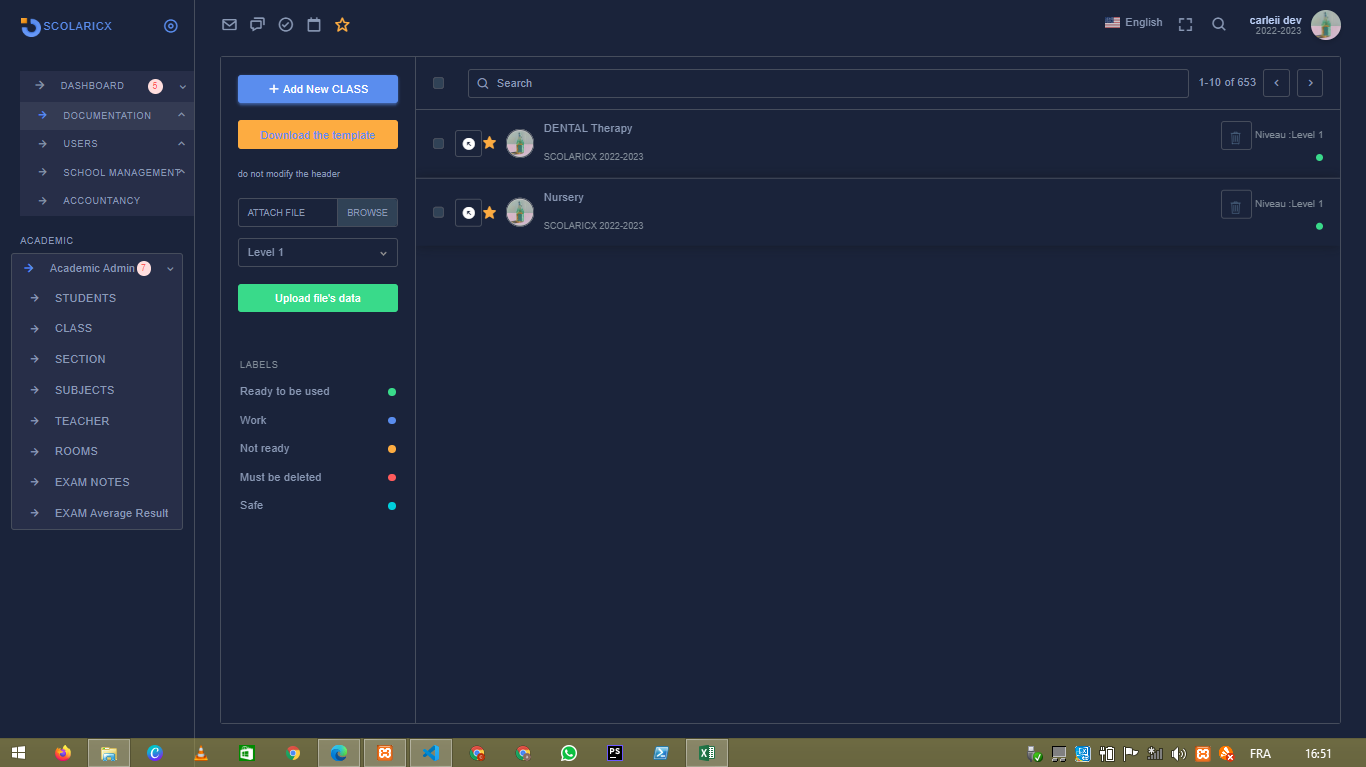 SCOLARICX
English
carleii dev
2022-2023
DASHBOARD
5
DOCUMENTATION
USERS
SCHOOL MANAGEMENT
ACCOUNTANCY
ACADEMIC
Academic Admin
7
STUDENTS
CLASS
SECTION
SUBJECTS
TEACHER
ROOMS
EXAM NOTES
EXAM Average Result
+ Add New CLASS
Download the template
do not modify the header
ATTACH FILE
BROWSE
Level 1
Upload file's data
LABELS
Ready to be used
Work
Not ready
Must be deleted
Safe
Search
1-10 of 653
DENTAL Therapy
SCOLARICX 2022-2023
Niveau :Level 1
Nursery
SCOLARICX 2022-2023
Niveau :Level 1
PS
FRA
16:51